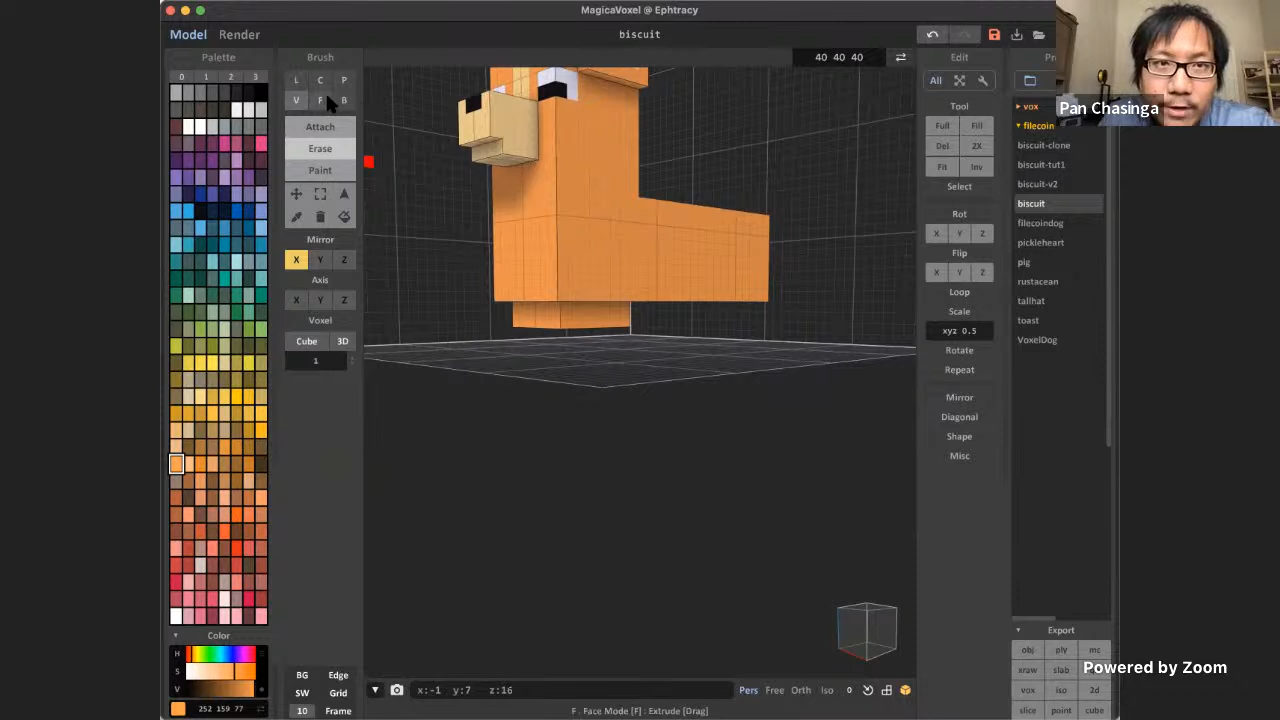 MagicaVoxel @ Ephtracy
Model Render
biscuit
Palette
0 1 2 3
Brush
L C P
V F B
Attach
Erase
Paint
Mirror
X Y Z
Axis
X Y Z
Voxel
Cube 3D
1
40 40 40
Edit
All
Tool
Full Fill
Del 2X
Fit Inv
Select
Rot
X Y Z
Flip
X Y Z
Loop
Scale
xyz 0.5
Rotate
Repeat
Mirror
Diagonal
Shape
Misc
vox
filecoin
biscuit-clone
biscuit-tut1
biscuit-v2
biscuit
filecoindog
pickleheart
pig
rustacean
tallhat
toast
VoxelDog
Pan Chasinga
Export
obj ply mc
xraw slab
vox iso 2d
slice point cube
Powered by Zoom
Color
H
S
V
252 159 77
BG Edge
SW Grid
10 Frame
x:-1 y:7 z:16
Pers Free Orth Iso 0
F : Face Mode [F] : Extrude [Drag]